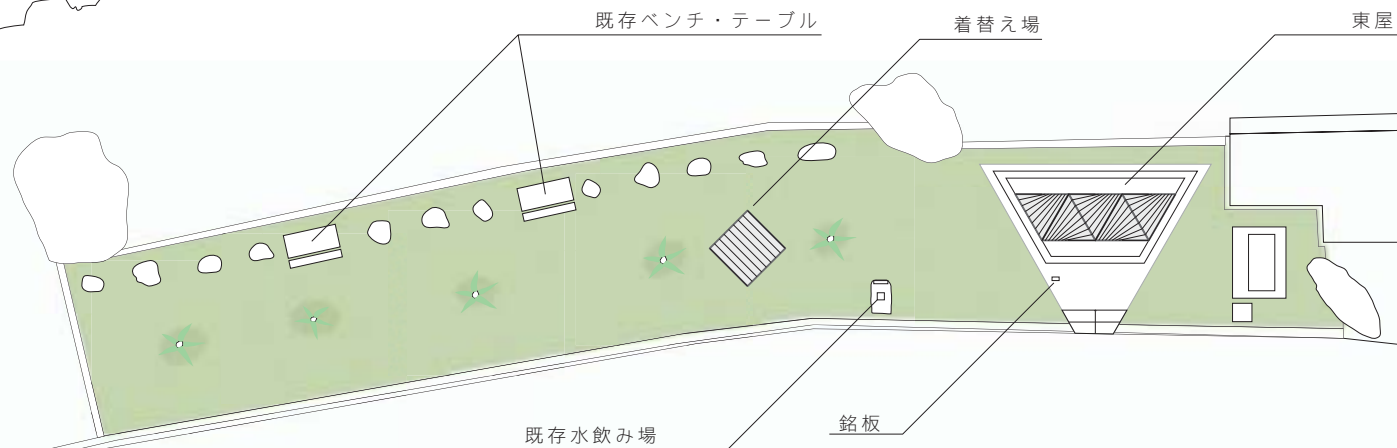 既存ベンチ・テーブル
着替え場
東屋
既存水飲み場
銘板